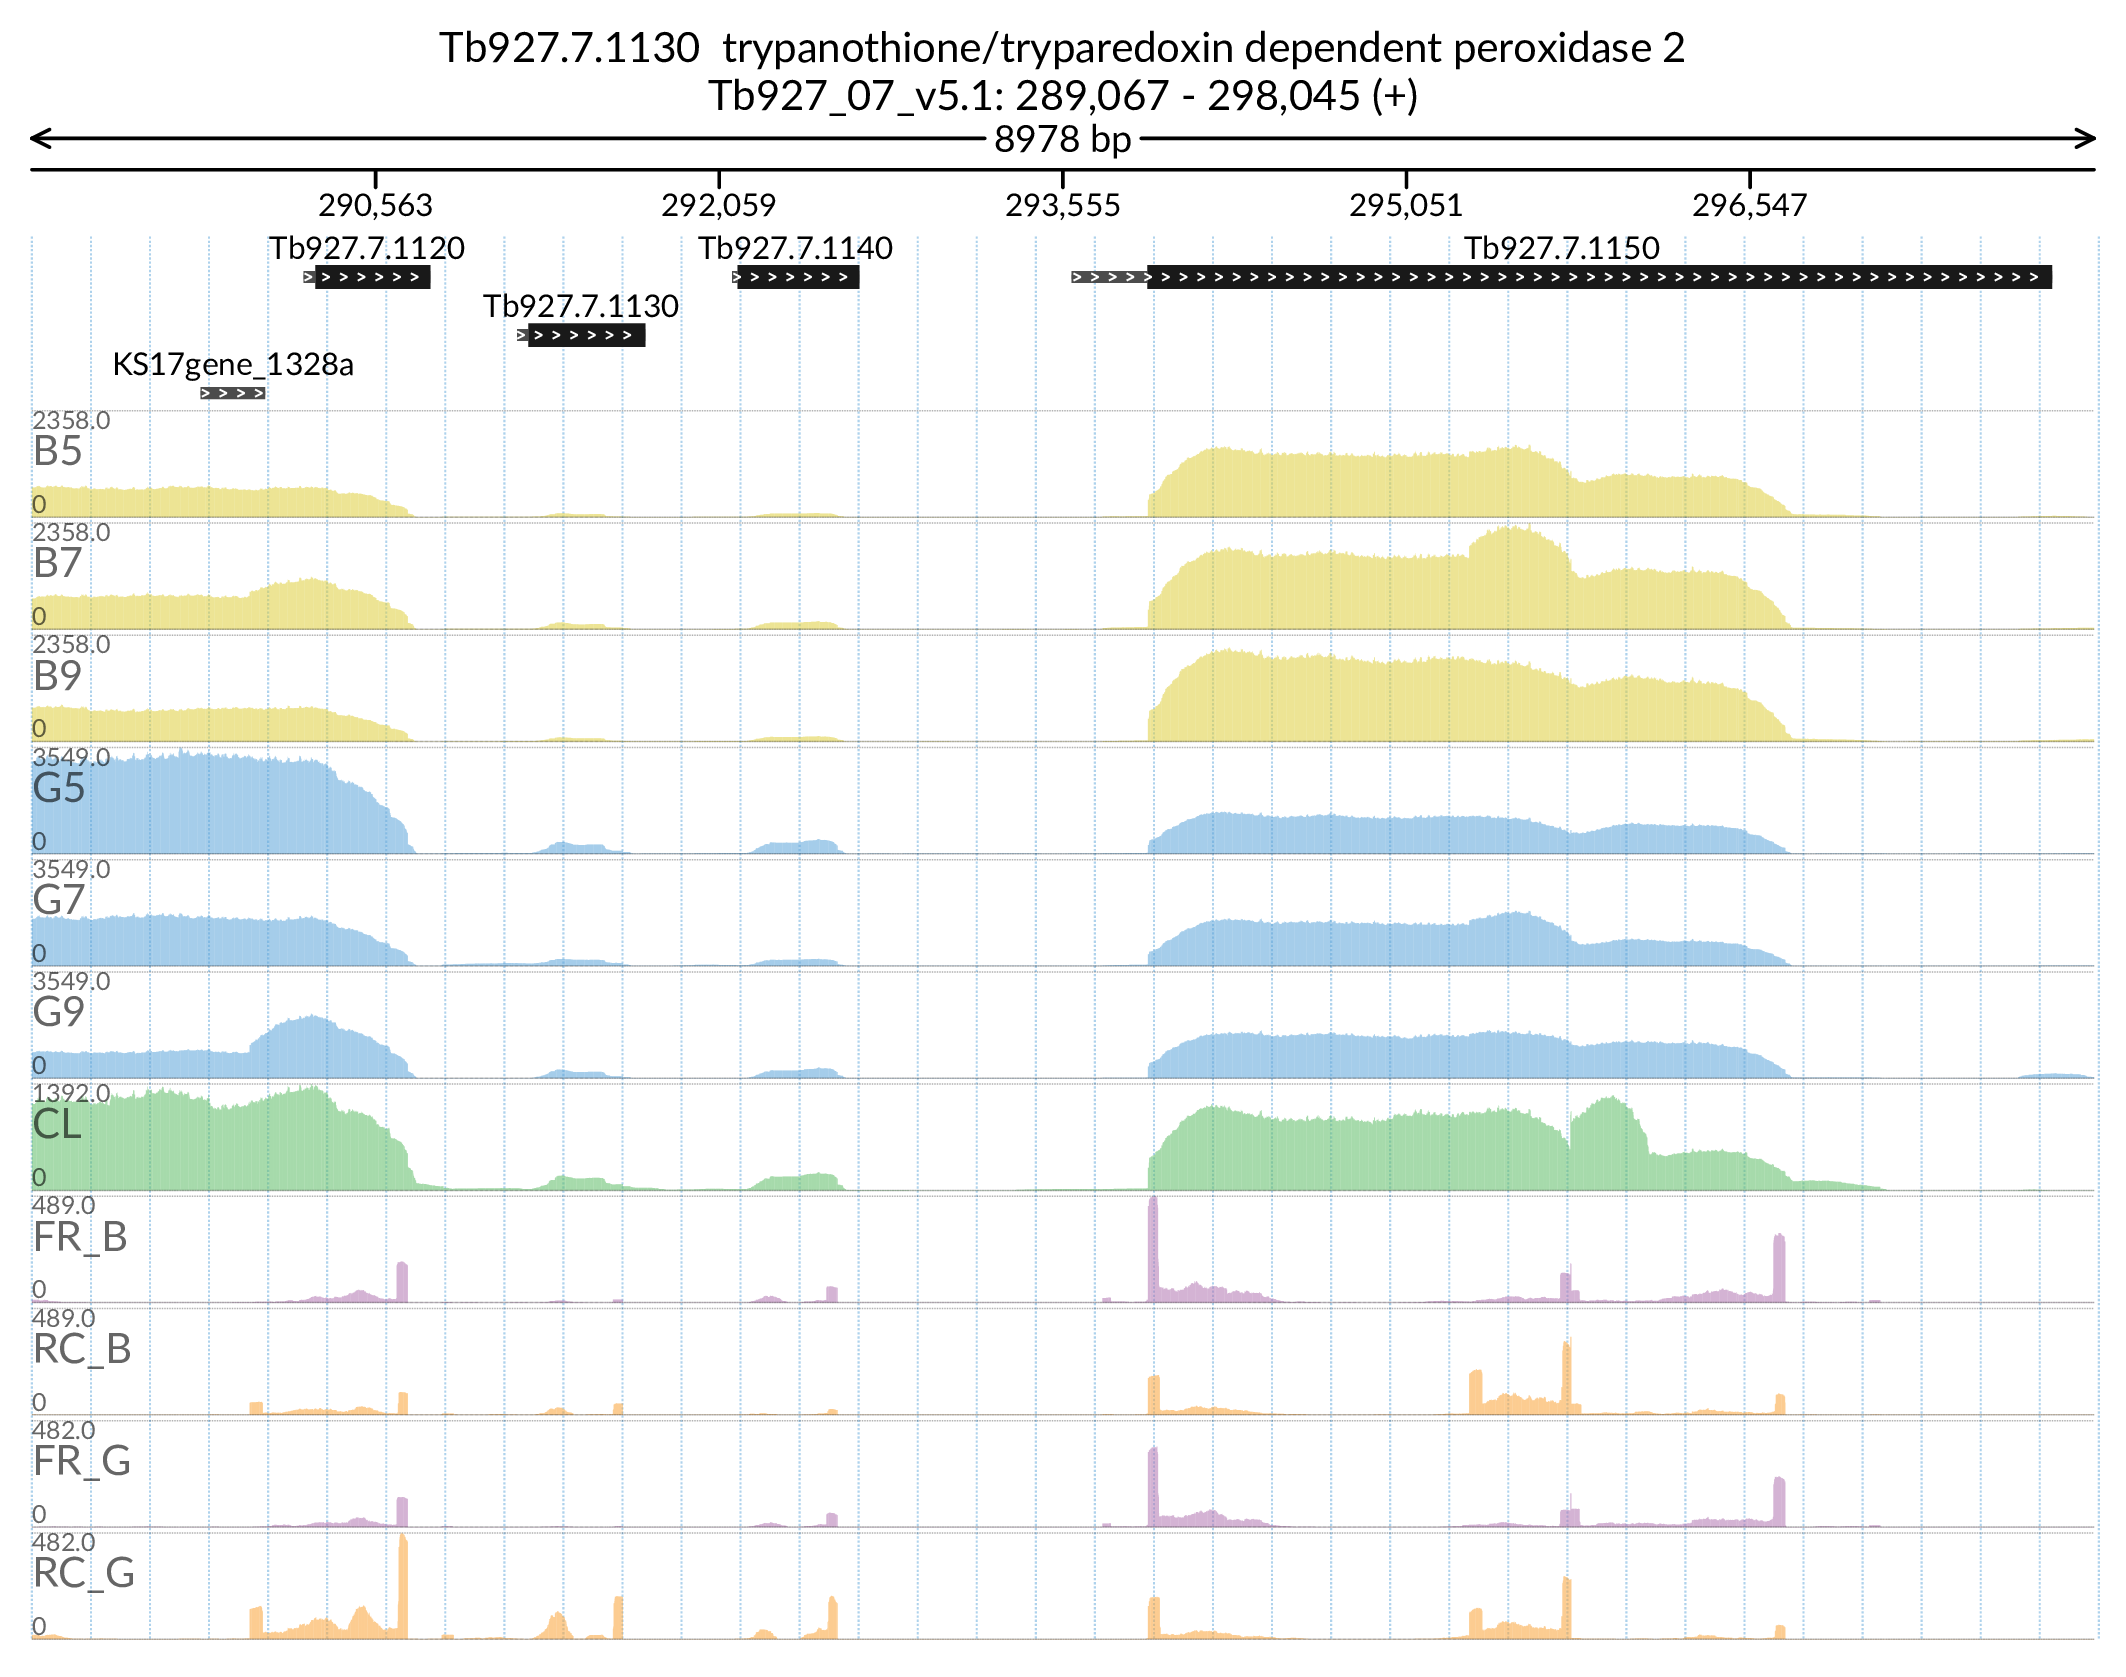 Tb927.7.1130 trypanothione/tryparedoxin dependent peroxidase 2
Tb927_07_v5.1: 289,067 - 298,045 (+)
8978 bp
290,563 292,059 293,555 295,051 296,547
Tb927.7.1120 Tb927.7.1140 Tb927.7.1150
Tb927.7.1130
KS17gene_1328a
2358.0
B5
0
2358.0
B7
0
2358.0
B9
0
3549.0
G5
0
3549.0
G7
0
3549.0
G9
0
1392.0
CL
0
489.0
FR_B
0
489.0
RC_B
0
482.0
FR_G
0
482.0
RC_G
0